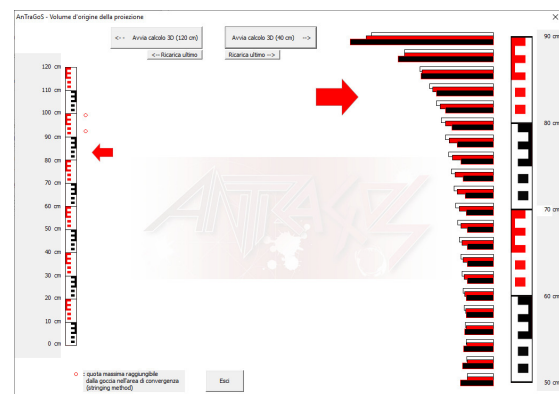 AnTraGoS - Volume d'origine della proiezione
<-- Avvia calcolo 3D (120 cm)
Avvia calcolo 3D (40 cm) -->
<-- Ricarica ultimo
Ricarica ultimo -->
120 cm
110 cm
100 cm
90 cm
80 cm
70 cm
60 cm
50 cm
40 cm
30 cm
20 cm
10 cm
0 cm
90 cm
80 cm
70 cm
60 cm
50 cm
ANTRAGOS
: quota massima raggiungibile
dalla goccia nell'area di convergenza
(stringing method)
Esci